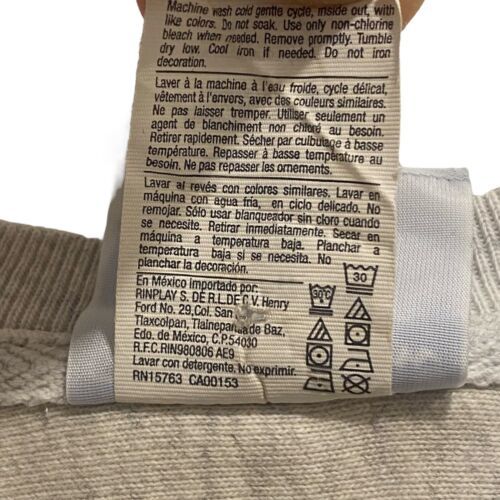 Machine wash cold gentle cycle, inside out, with
like colors. Do not soak. Use only non-chlorine
bleach when needed. Remove promptly. Tumble
dry low. Cool iron if needed. Do not iron
decoration.
Laver à la machine à l'eau froide, cycle délicat,
vêtement à l'envers, avec des couleurs similaires.
Ne pas laisser tremper. Utiliser seulement un
agent de blanchiment non chloré au besoin.
Retirer rapidement. Sécher par culbutage à basse
température. Repasser à basse température au
besoin. Ne pas repasser les ornements.
Lavar al revés con colores similares. Lavar en
máquina con agua fría, en ciclo delicado. No
remojar. Sólo usar blanqueador sin cloro cuando
se necesite. Retirar inmediatamente. Secar en
máquina a temperatura baja. Planchar a
temperatura baja si se necesita. No
planchar la decoración.
En México importado por:
RINPLAY S. DE R.L.DE C.V. Henry
Ford No. 29,Col. San
Tlaxcolpan, Tlalnepantla de Baz,
Edo. de México, C.P.54030
R.F.C.RIN980806 AE9
Lavar con detergente. No exprimir.
RN15763 CA00153
30°C
30